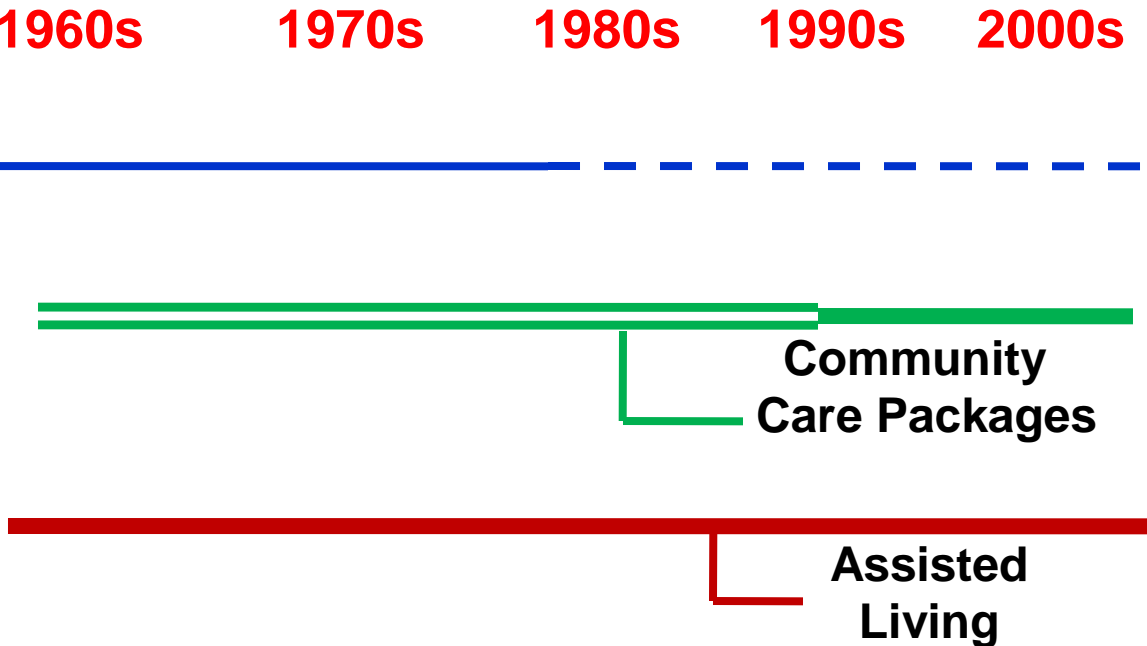 1960s 1970s 1980s 1990s 2000s
Community
Care Packages
Assisted
Living